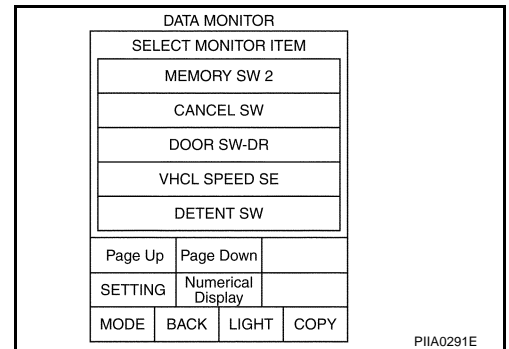 DATA MONITOR
SELECT MONITOR ITEM
MEMORY SW 2
CANCEL SW
DOOR SW-DR
VHCL SPEED SE
DETENT SW
Page Up Page Down
SETTING Numerical Display
MODE BACK LIGHT COPY
PIIA0291E